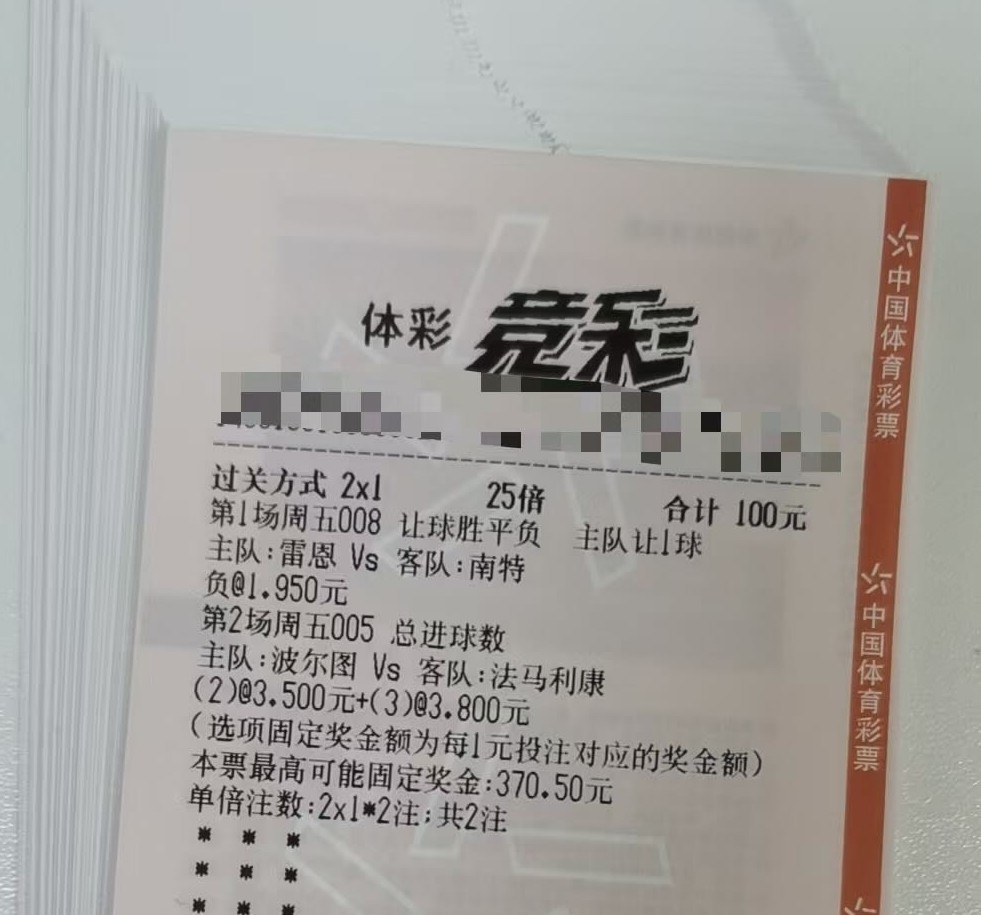 体彩 竞彩
过关方式 2x1 25倍 合计 100元
第1场周五008 让球胜平负 主队让1球
主队:雷恩 Vs 客队:南特
负@1.950元
第2场周五005 总进球数
主队:波尔图 Vs 客队:法马利康
(2)@3.500元+(3)@3.800元
(选项固定奖金额为每1元投注对应的奖金额)
本票最高可能固定奖金:370.50元
单倍注数:2x1*2注;共2注
* * *
* * *
* * *
中国体育彩票
中国体育彩票